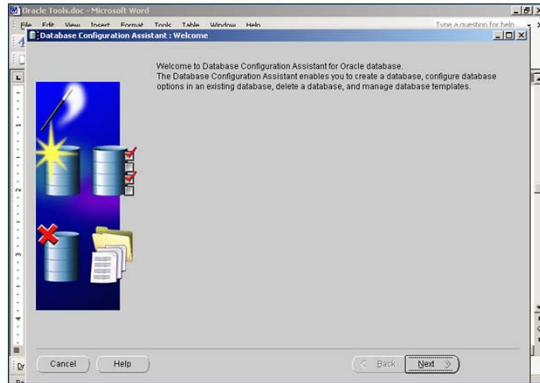 Oracle Tools.doc - Microsoft Word
File Edit View Insert Format Tools Table Window Help
Type a question for help
Database Configuration Assistant : Welcome
Welcome to Database Configuration Assistant for Oracle database.
The Database Configuration Assistant enables you to create a database, configure database
options in an existing database, delete a database, and manage database templates.
Cancel
Help
Back
Next